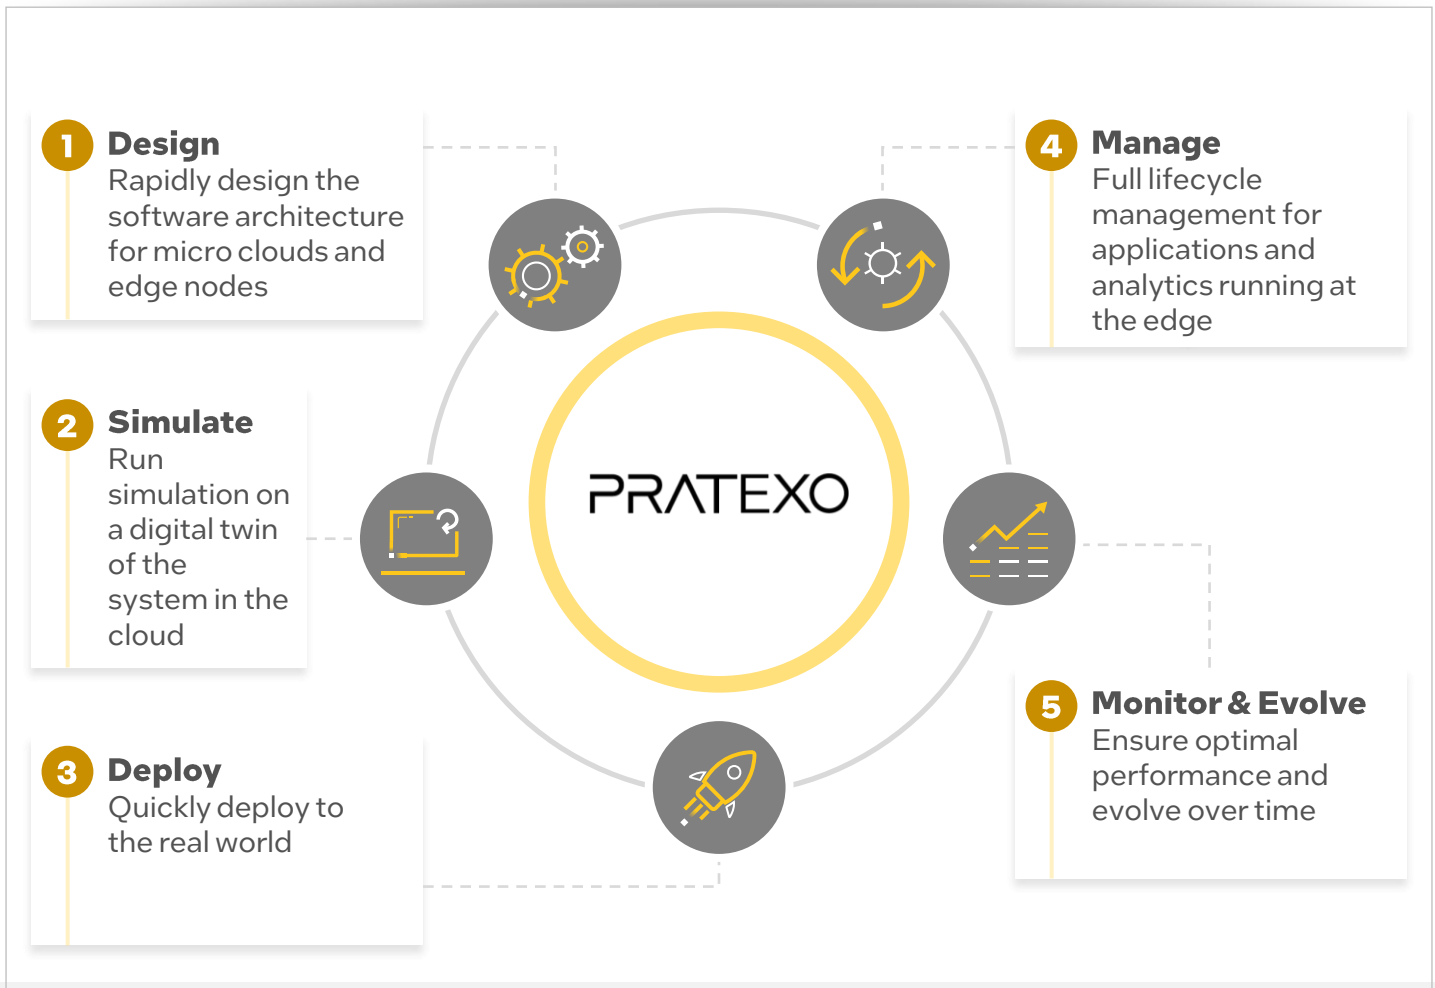 1
Design
Rapidly design the
software architecture
for micro clouds and
edge nodes
2
Simulate
Run
simulation on
a digital twin
of the
system in the
cloud
3
Deploy
Quickly deploy to
the real world
PRATEXO
4
Manage
Full lifecycle
management for
applications and
analytics running at
the edge
5
Monitor & Evolve
Ensure optimal
performance and
evolve over time